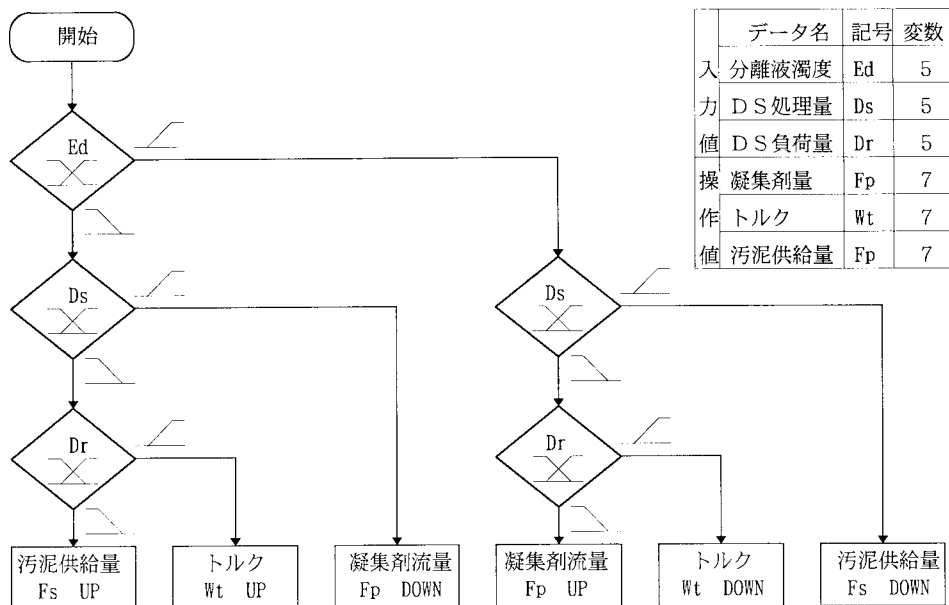 開始
データ名 記号 変数
入 分離液濁度 Ed 5
力 DS処理量 Ds 5
値 DS負荷量 Dr 5
操 凝集剤量 Fp 7
作 トルク Wt 7
値 汚泥供給量 Fp 7
Ed
Ds
Ds
Dr
Dr
汚泥供給量
Fs UP
トルク
Wt UP
凝集剤流量
Fp DOWN
凝集剤流量
Fp UP
トルク
Wt DOWN
汚泥供給量
Fs DOWN